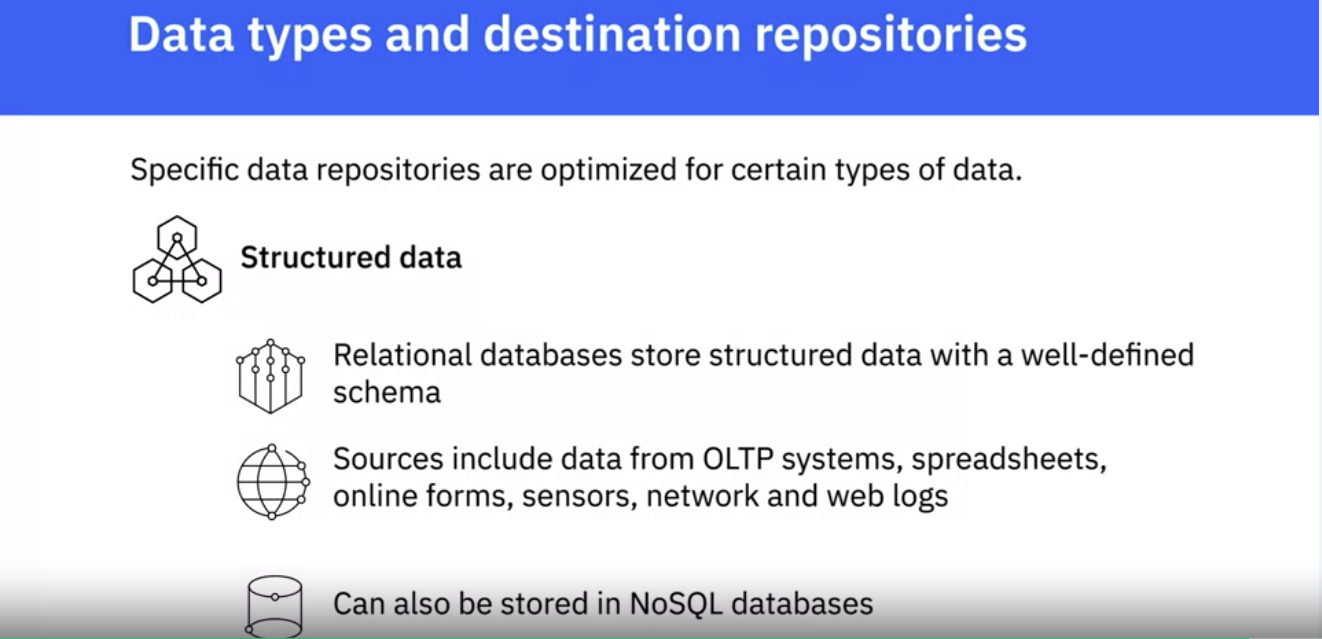 Data types and destination repositories
Specific data repositories are optimized for certain types of data.
Structured data
Relational databases store structured data with a well-defined
schema
Sources include data from OLTP systems, spreadsheets,
online forms, sensors, network and web logs
Can also be stored in NoSQL databases